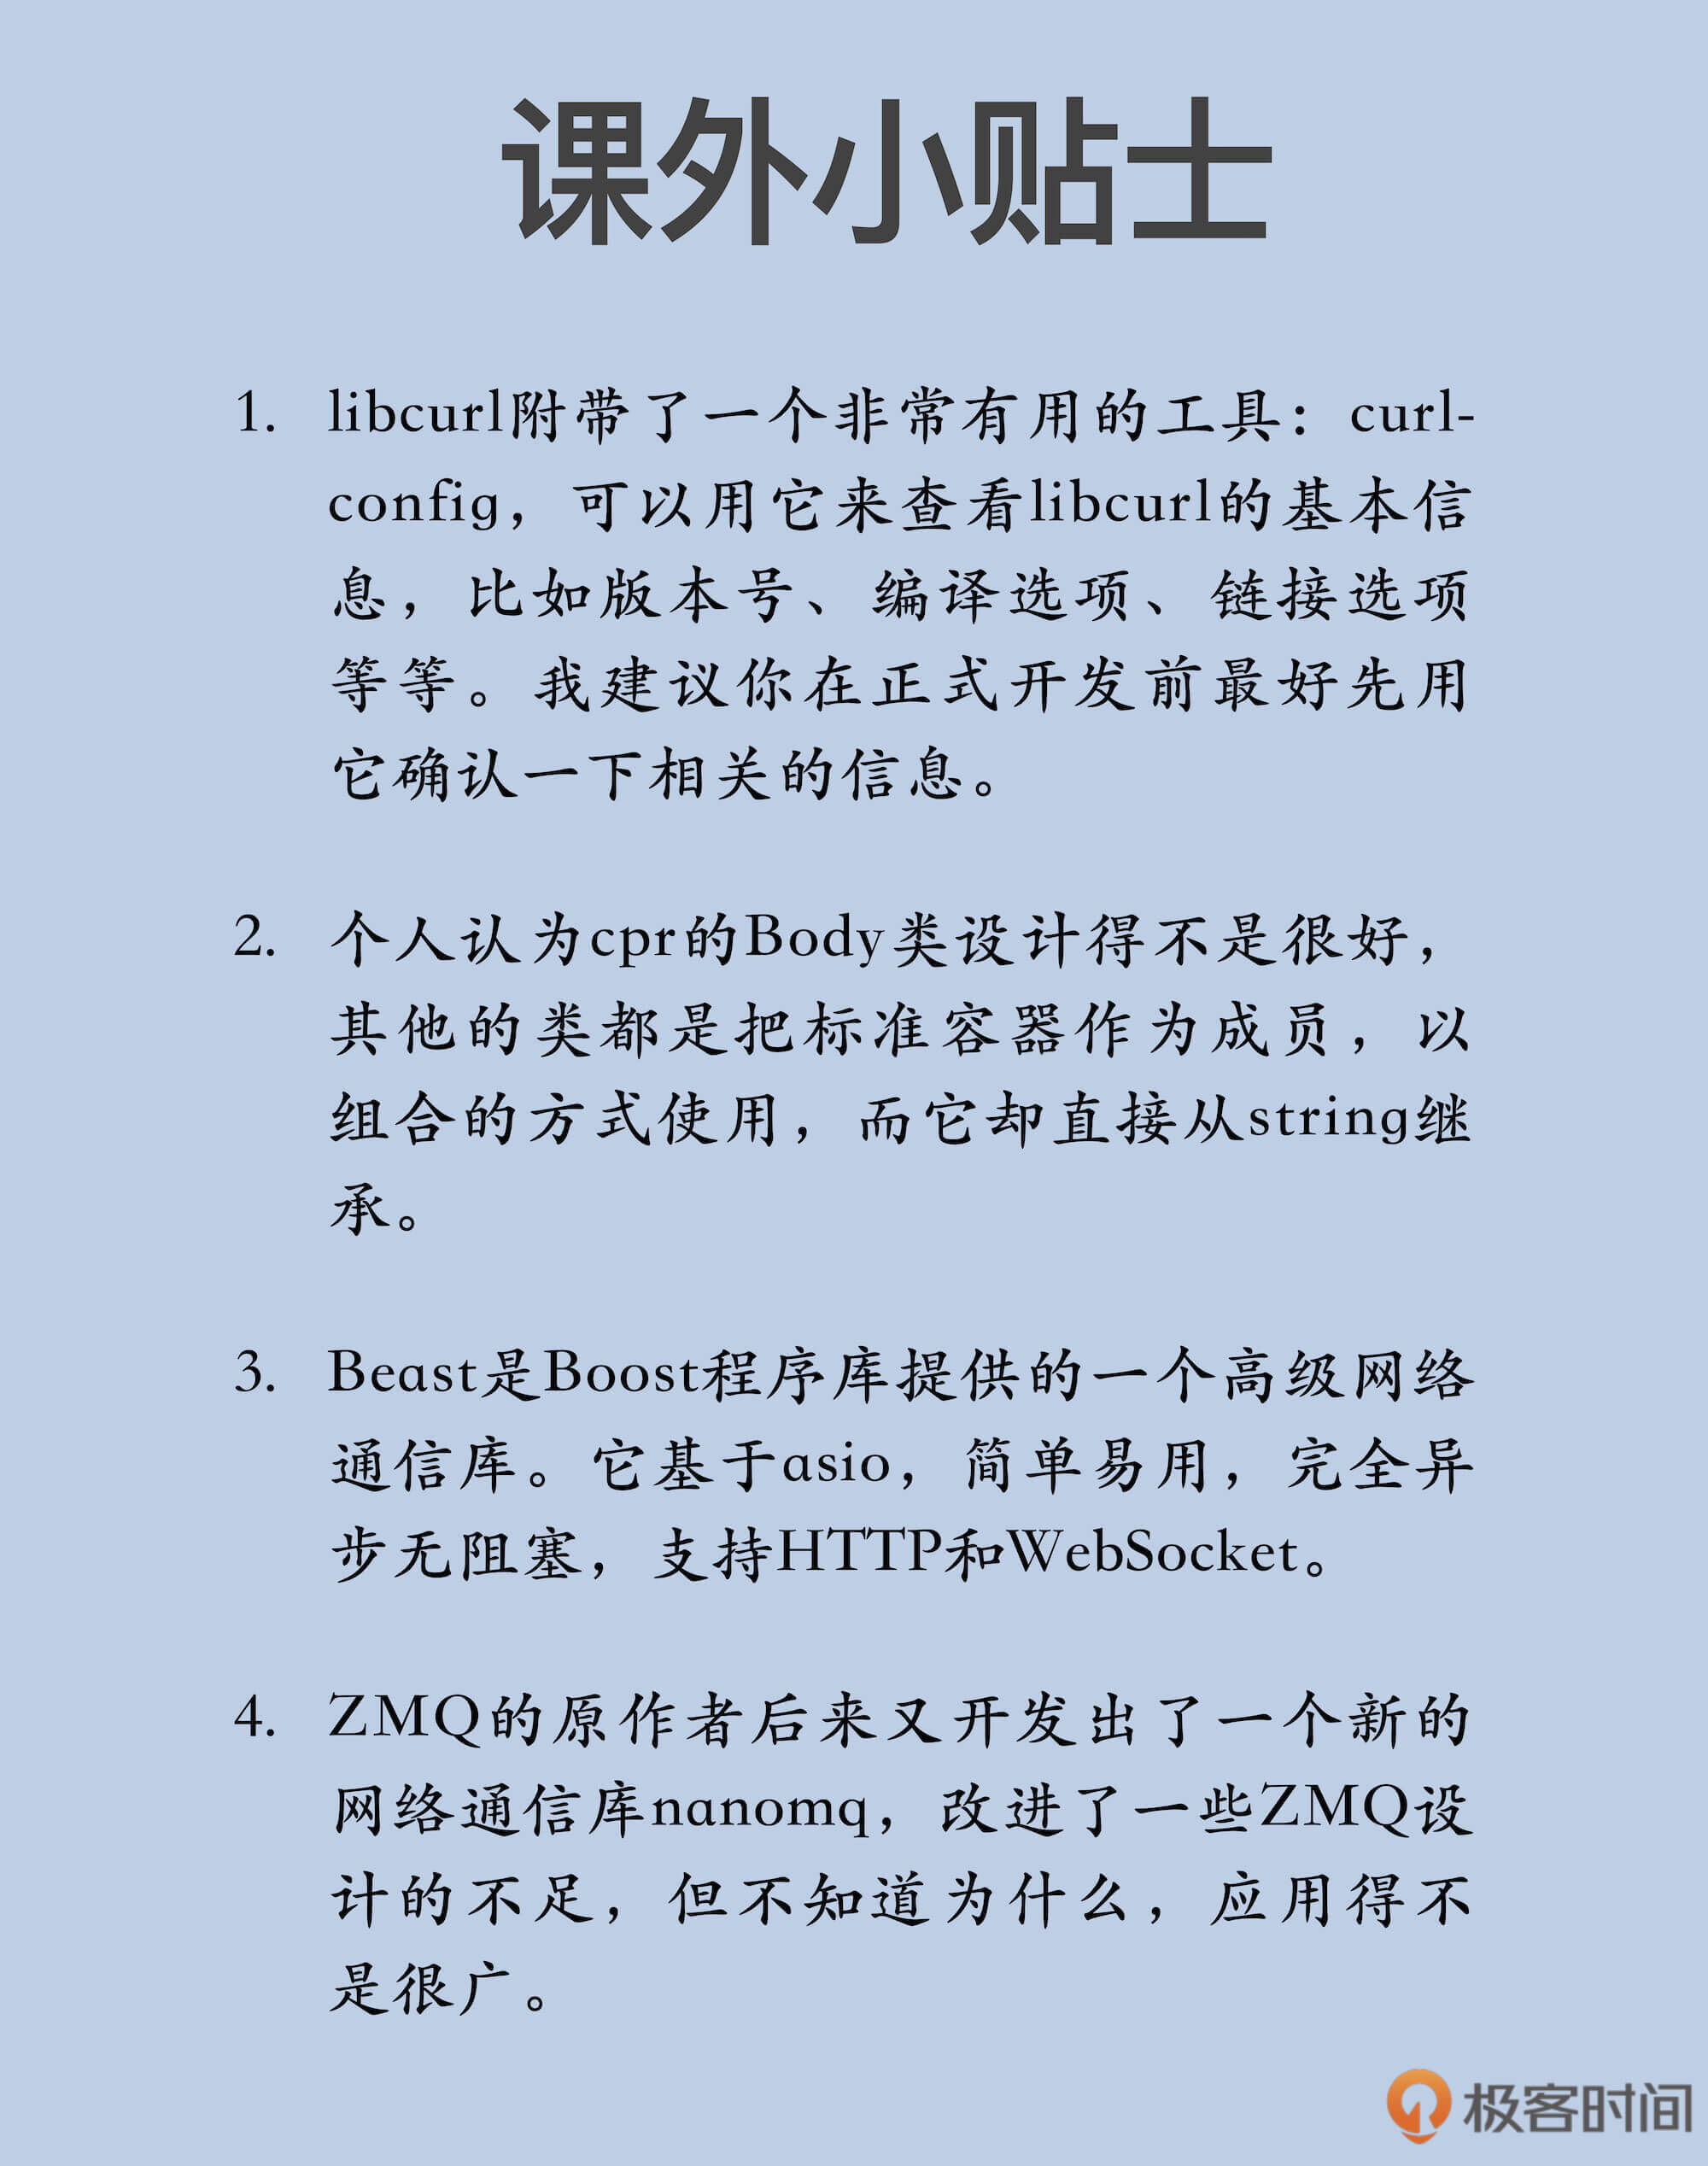 课外小贴士
1. libcurl附带了一个非常有用的工具：curl-
config，可以用它来查看libcurl的基本信
息，比如版本号、编译选项、链接选项
等等。我建议你在正式开发前最好先用
它确认一下相关的信息。
2. 个人认为cpr的Body类设计得不是很好，
其他的类都是把标准容器作为成员，以
组合的方式使用，而它却直接从string继
承。
3. Beast是Boost程序库提供的一个高级网络
通信库。它基于asio，简单易用，完全异
步无阻塞，支持HTTP和WebSocket。
4. ZMQ的原作者后来又开发出了一个新的
网络通信库nanomq，改进了一些ZMQ设
计的不足，但不知道为什么，应用得不
是很广。
极客时间